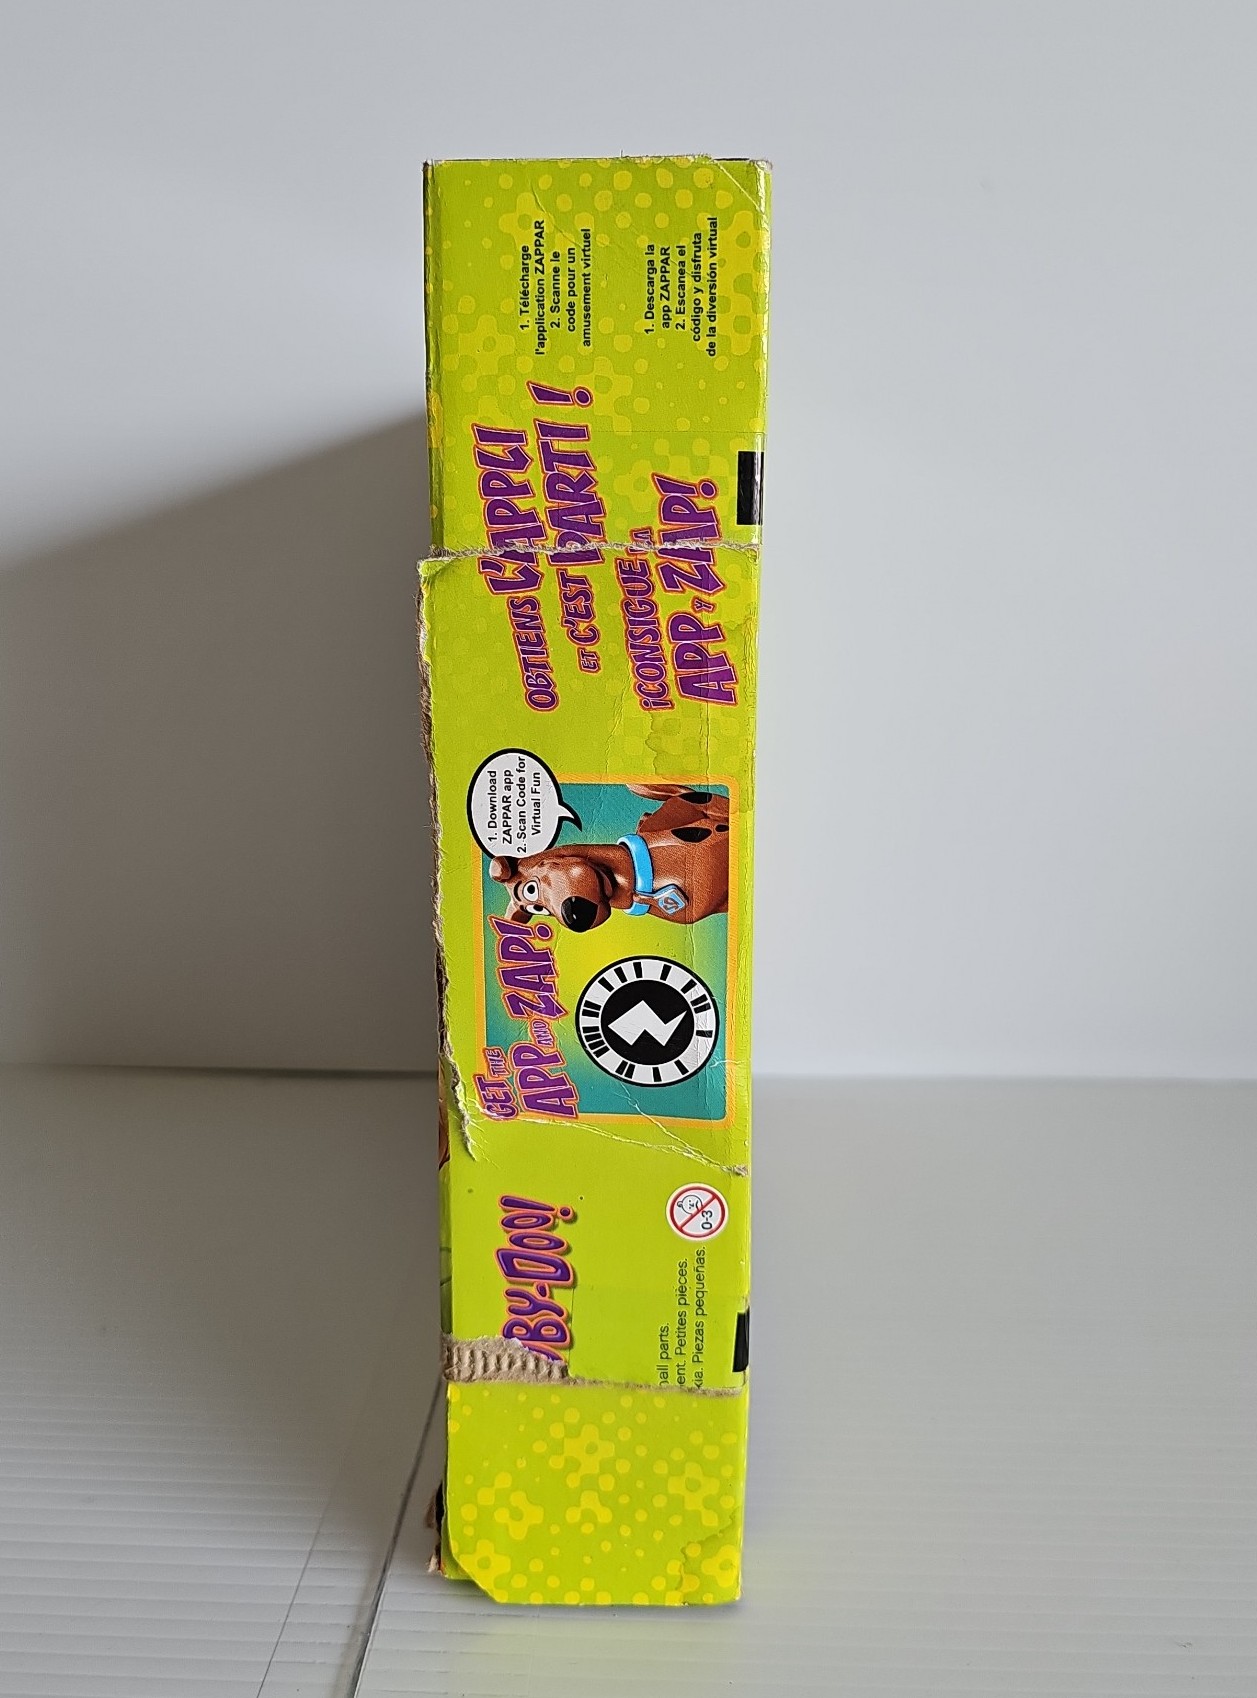 BY-DOO!
all parts.
ent. Petites pièces.
kia. Piezas pequeñas.
0-3
GET THE
APP AND ZAP!
1. Download
ZAPPAR app
2. Scan Code for
Virtual Fun
OBTIENS L'APPLI
ET C'EST PARTI !
¡CONSIGUE LA
APP Y ZAP!
1. Télécharge
l'application ZAPPAR
2. Scanne le
code pour un
amusement virtuel
1. Descarga la
app ZAPPAR
2. Escanea el
código y disfruta
de la diversión virtual